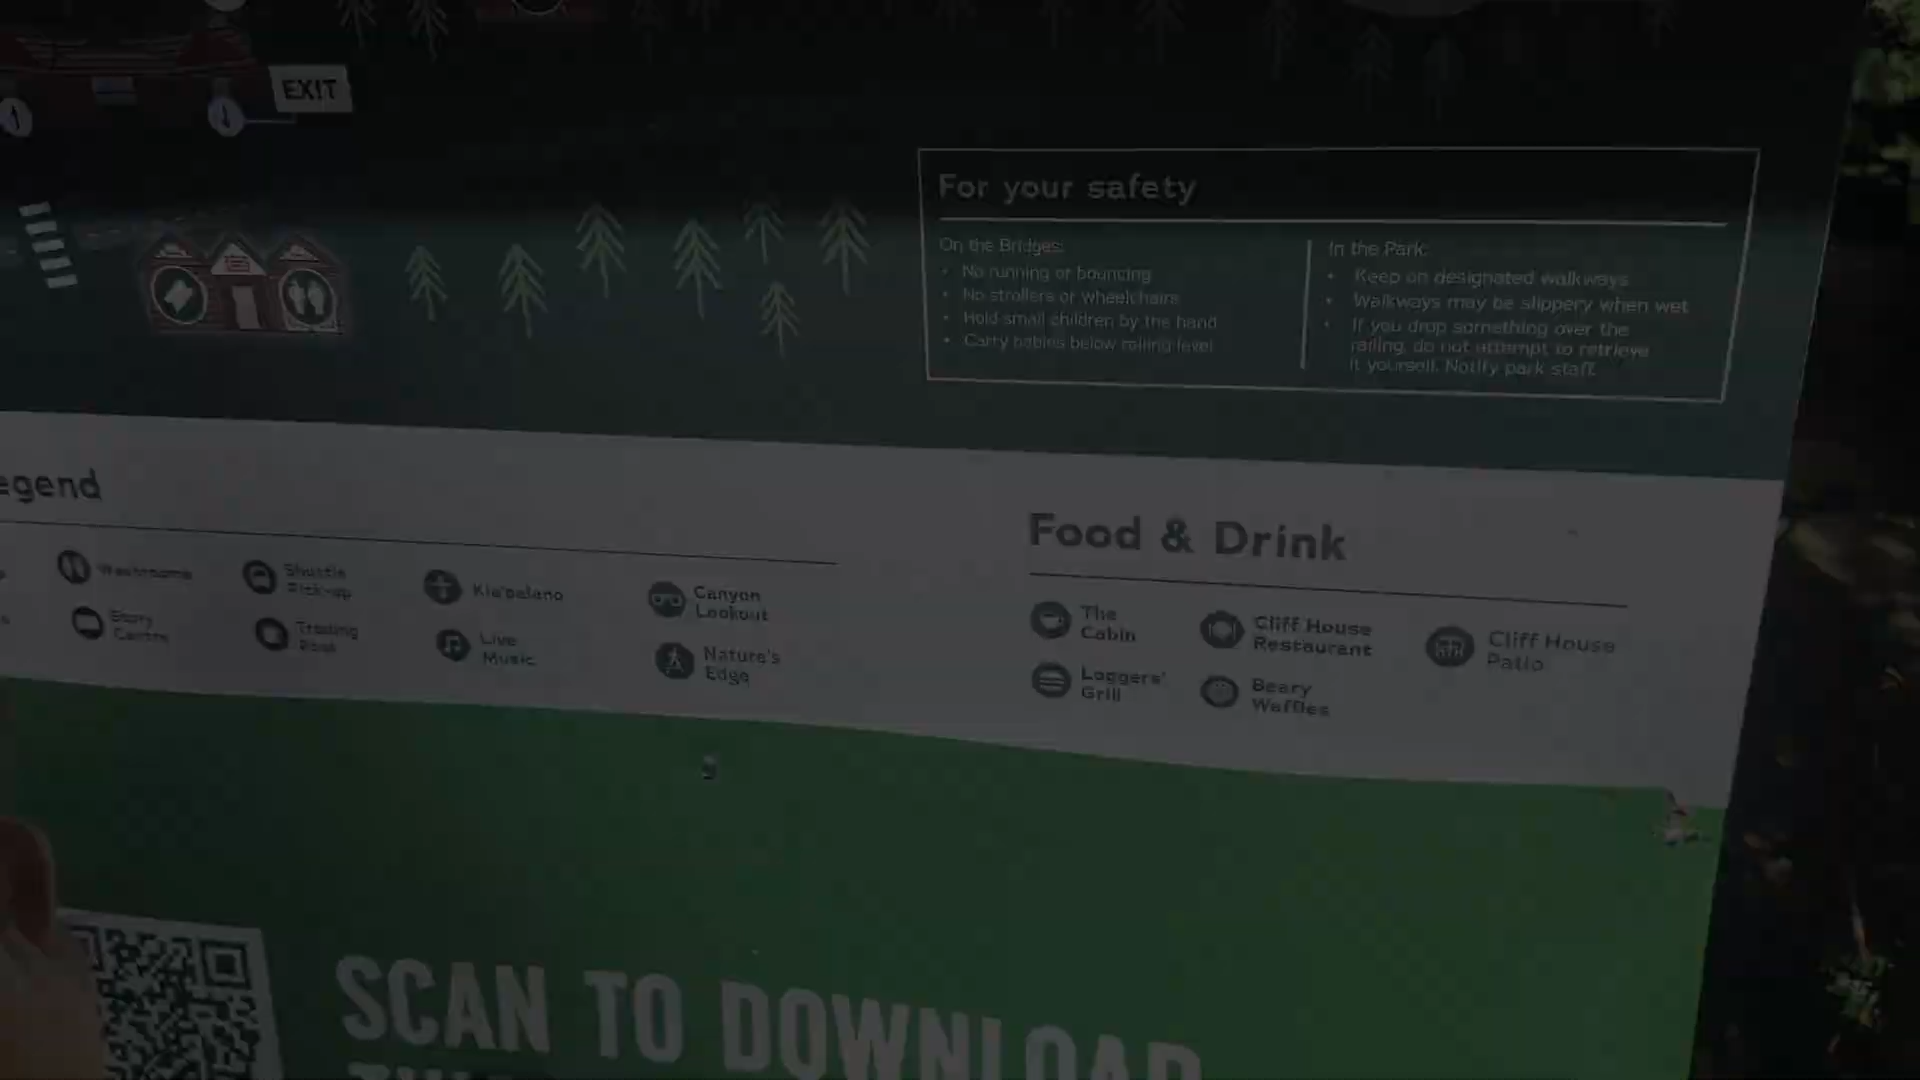 EXIT
For your safety
On the Bridges:
• No running or bouncing
• No strollers or wheelchairs
• Hold small children by the hand
• Carry babies below railing level
In the Park:
• Keep on designated walkways
• Walkways may be slippery when wet
• If you drop something over the
railing, do not attempt to retrieve
it yourself. Notify park staff.
egend
Washrooms
Story
Centre
Shuttle
Pick-up
Trading
Post
Kia'palano
Live
Music
Canyon
Lookout
Nature's
Edge
Food & Drink
The
Cabin
Loggers'
Grill
Cliff House
Restaurant
Beary
Waffles
Cliff House
Patio
SCAN TO DOWNLOAD